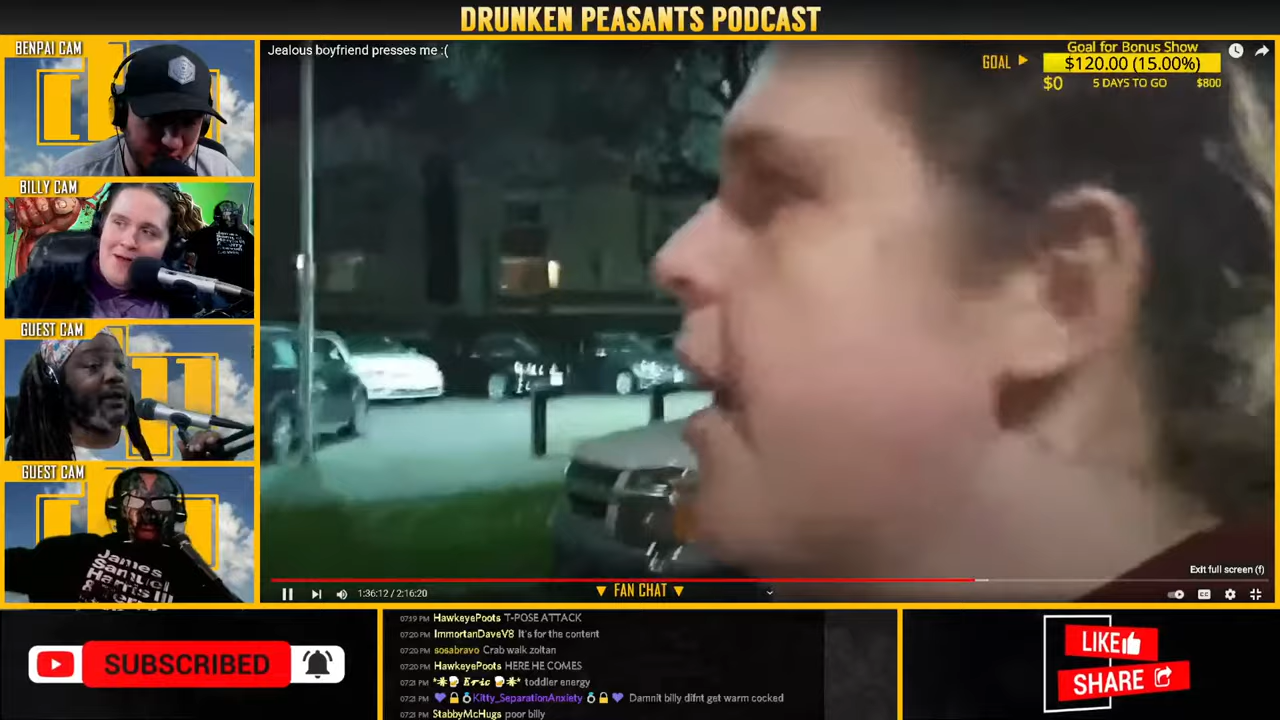 DRUNKEN PEASANTS PODCAST
BENPAI CAM
BILLY CAM
GUEST CAM
GUEST CAM
James
Samuel
Harris III
Jealous boyfriend presses me :(
GOAL ▶
Goal for Bonus Show
$120.00 (15.00%)
$0 5 DAYS TO GO $800
Exit full screen (f)
1:36:12 / 2:16:20
▼ FAN CHAT ▼
07:19 PM HawkeyePoots T-POSE ATTACK
07:20 PM ImmortanDaveV8 It's for the content
07:20 PM sosabravo Crab walk zoltan
07:20 PM HawkeyePoots HERE HE COMES
07:21 PM *☀🍺 Eric 🍺☀* toddler energy
07:21 PM 💜🔒💍Kitty_SeparationAnxiety 💍🔒💜 Damnit billy difnt get warm cocked
07:21 PM StabbyMcHugs poor billy
SUBSCRIBED
LIKE
SHARE